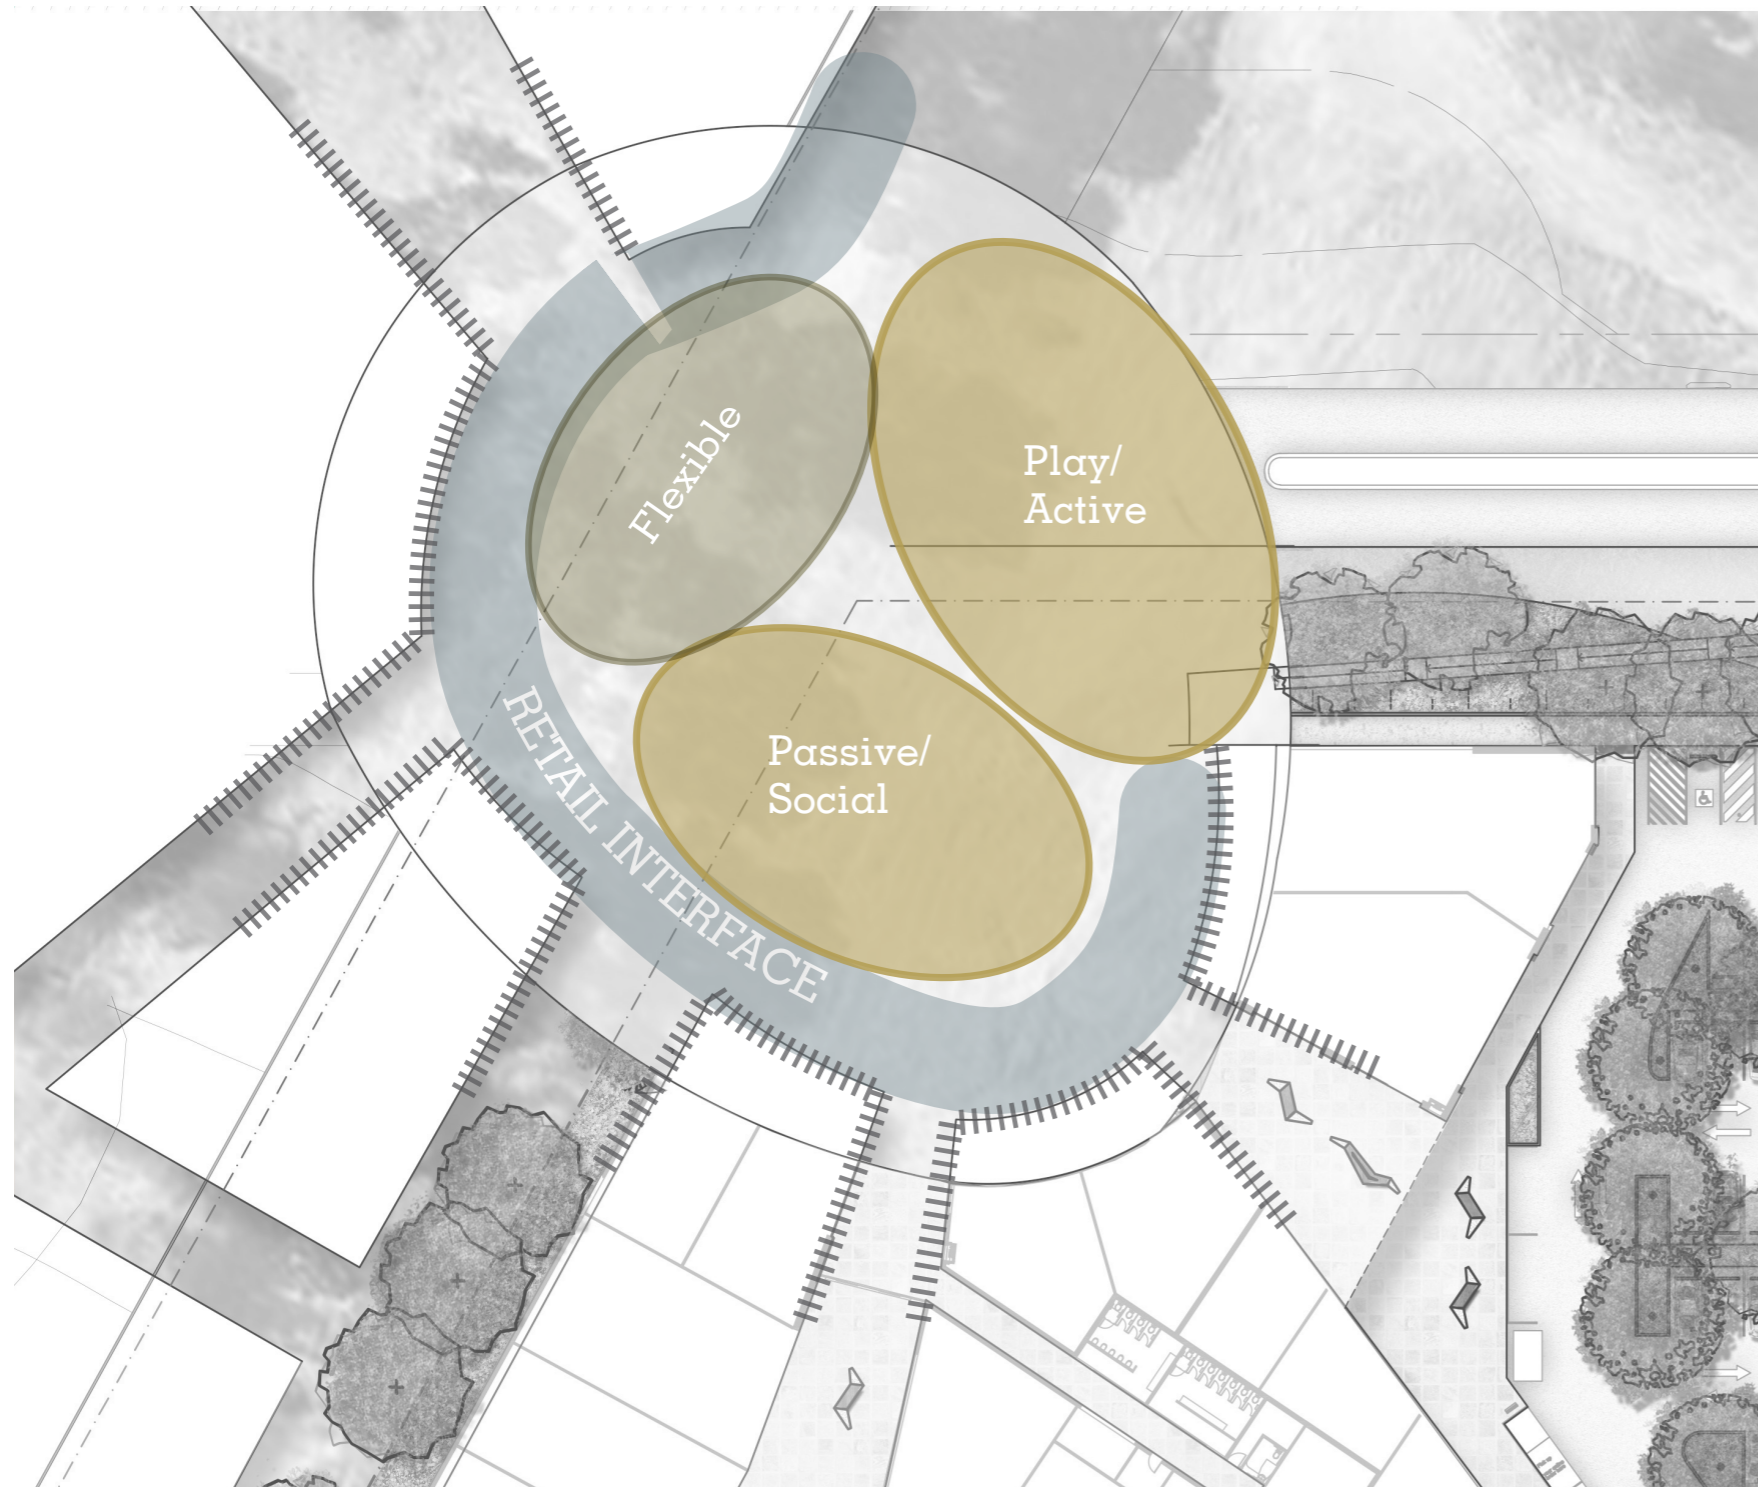 Flexible
Play/
Active
Passive/
Social
RETAIL INTERFACE